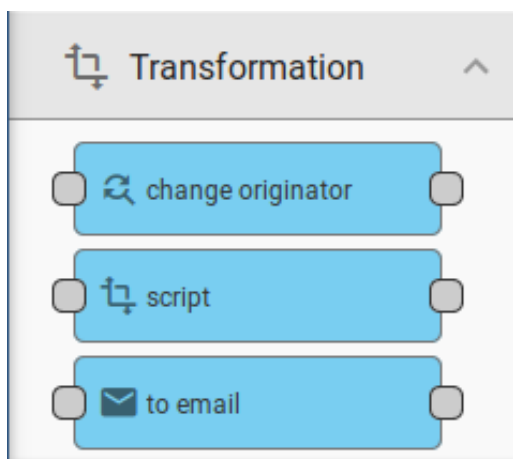 Transformation
change originator
script
to email